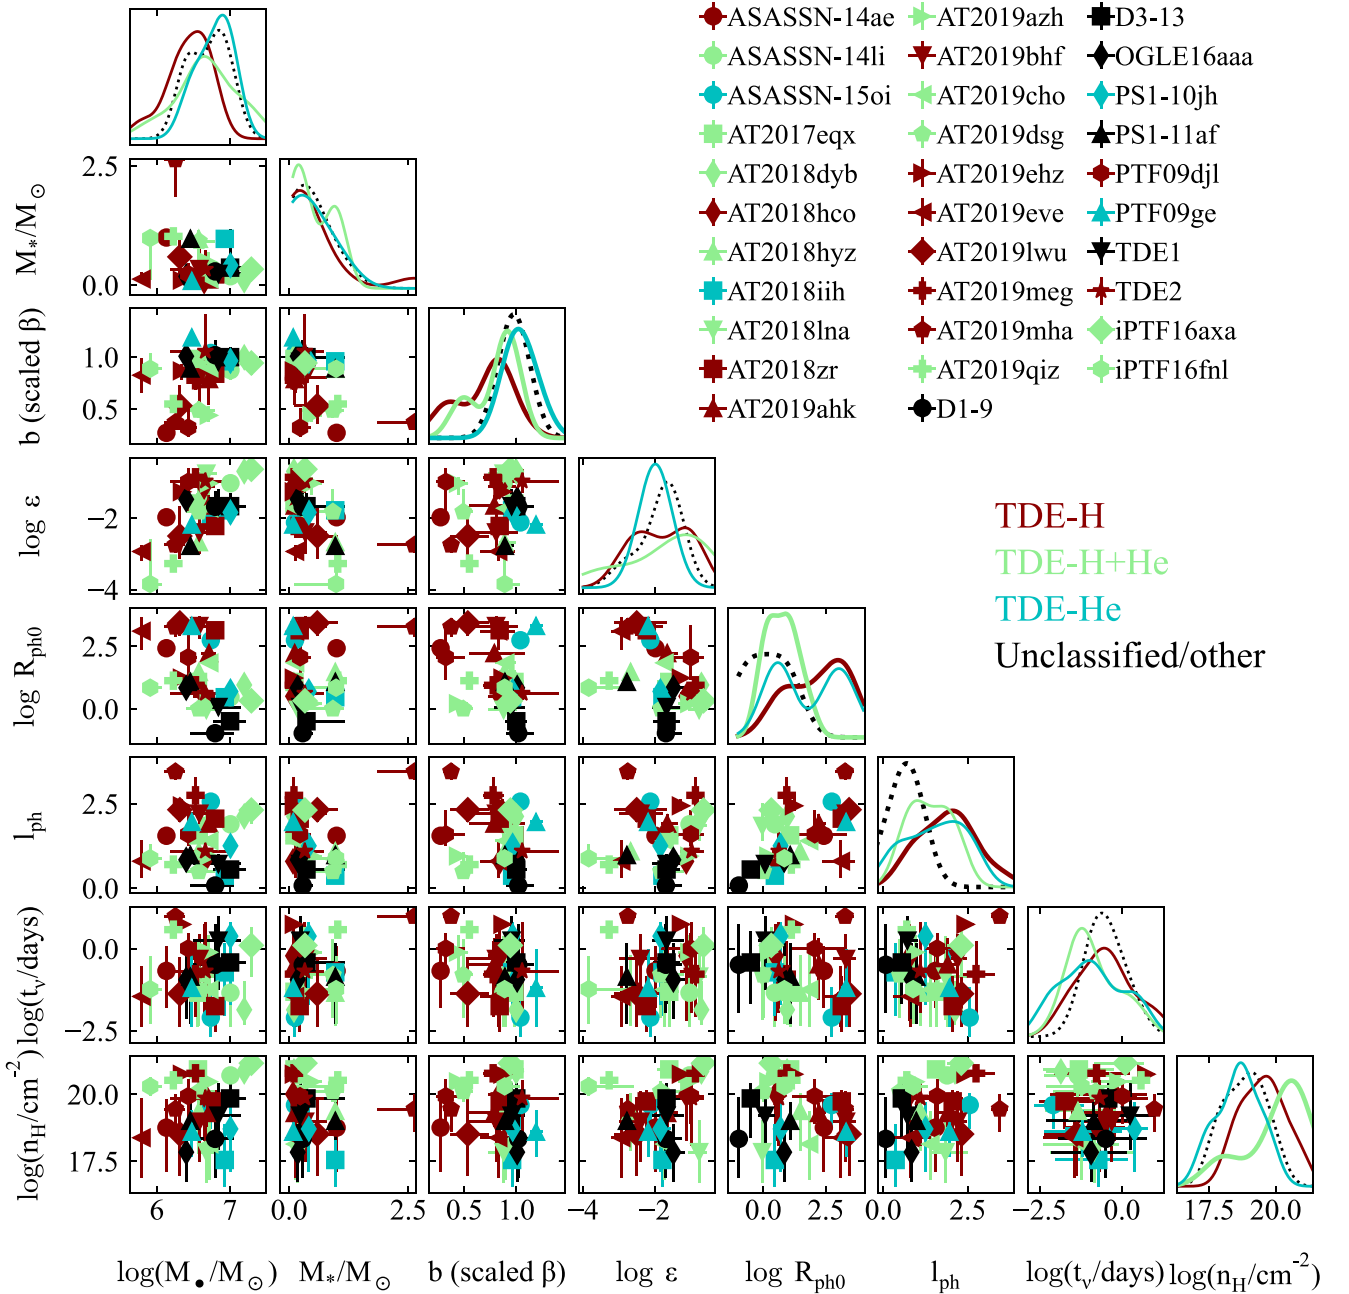 ASASSN-14ae AT2019azh D3-13
ASASSN-14li AT2019bhf OGLE16aaa
ASASSN-15oi AT2019cho PS1-10jh
AT2017eqx AT2019dsg PS1-11af
AT2018dyb AT2019ehz PTF09djl
AT2018hco AT2019eve PTF09ge
AT2018hyz AT2019lwu TDE1
AT2018iih AT2019meg TDE2
AT2018lna AT2019mha iPTF16axa
AT2018zr AT2019qiz iPTF16fnl
AT2019ahk D1-9
TDE-H
TDE-H+He
TDE-He
Unclassified/other
M*/M⊙
2.5
0.0
b (scaled β)
1.0
0.5
log ε
−2
−4
log Rph0
2.5
0.0
lph
2.5
0.0
log(tν/days)
0.0
−2.5
log(nH/cm−2)
20.0
17.5
6 7 0.0 2.5 0.5 1.0 −4 −2 0.0 2.5 0.0 2.5 −2.5 0.0 17.5 20.0
log(M●/M⊙) M*/M⊙ b (scaled β) log ε log Rph0 lph log(tν/days) log(nH/cm−2)